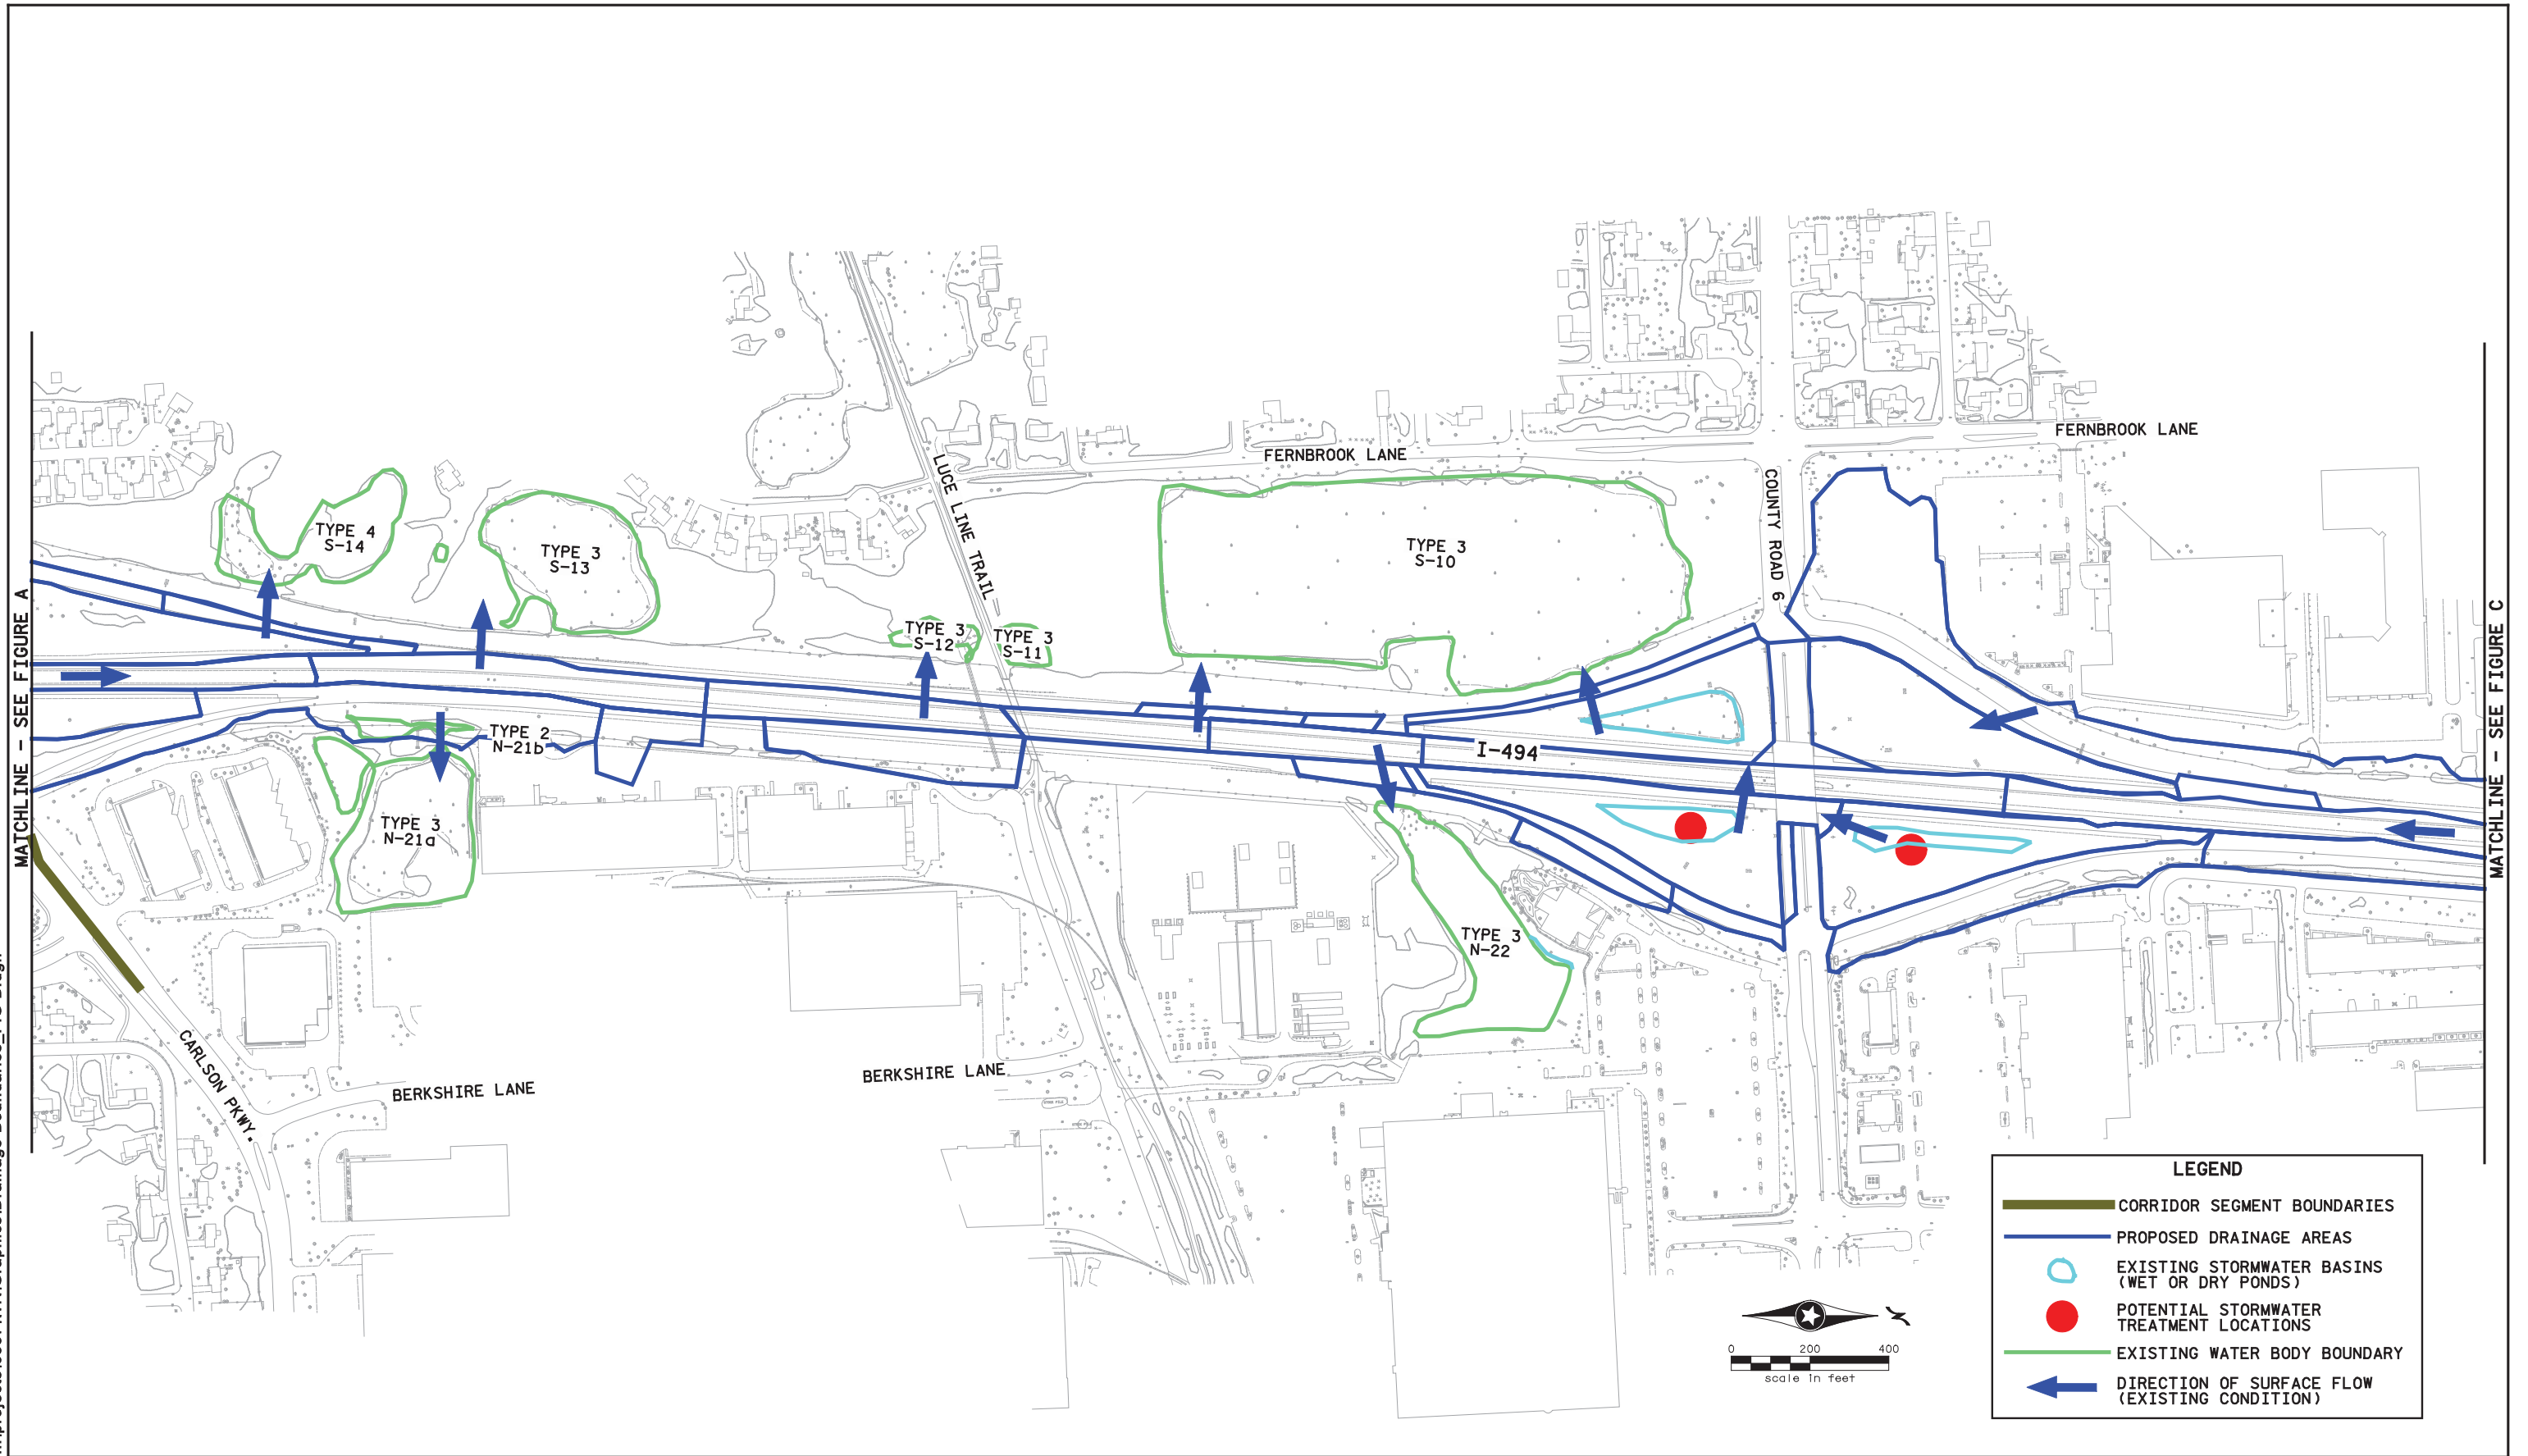 MATCHLINE - SEE FIGURE A
MATCHLINE - SEE FIGURE C
FERNBROOK LANE
FERNBROOK LANE
LUCE LINE TRAIL
COUNTY ROAD 6
TYPE 4
S-14
TYPE 3
S-13
TYPE 3
S-10
TYPE 3
S-12
TYPE 3
S-11
TYPE 2
N-21b
I-494
TYPE 3
N-21a
TYPE 3
N-22
CARLSON PKWY.
BERKSHIRE LANE
BERKSHIRE LANE
LEGEND
CORRIDOR SEGMENT BOUNDARIES
PROPOSED DRAINAGE AREAS
EXISTING STORMWATER BASINS
(WET OR DRY PONDS)
POTENTIAL STORMWATER
TREATMENT LOCATIONS
EXISTING WATER BODY BOUNDARY
DIRECTION OF SURFACE FLOW
(EXISTING CONDITION)
N
0 200 400
scale in feet